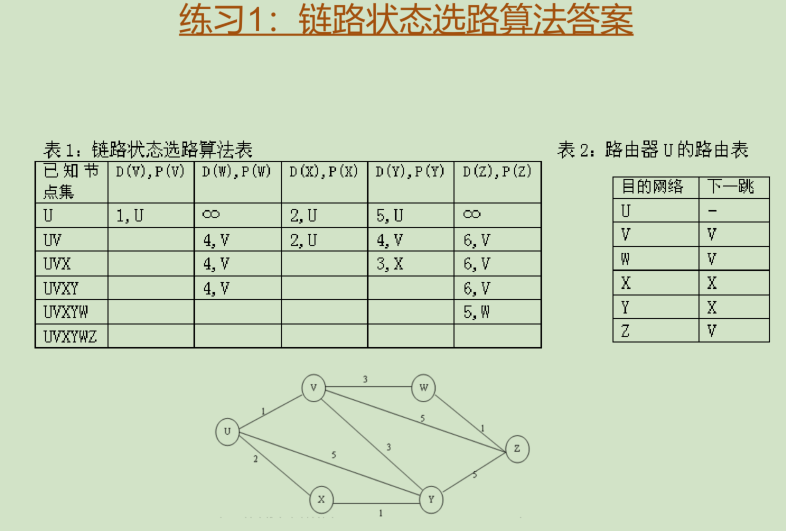 练习1：链路状态选路算法答案
表1：链路状态选路算法表
已知节点集 D(V),P(V) D(W),P(W) D(X),P(X) D(Y),P(Y) D(Z),P(Z)
U 1,U ∞ 2,U 5,U ∞
UV 4,V 2,U 4,V 6,V
UVX 4,V 3,X 6,V
UVXY 4,V 6,V
UVXYW 5,W
UVXYWZ
表2：路由器U的路由表
目的网络 下一跳
U -
V V
W V
X X
Y X
Z V
V 3 W
1 5 1
U Z
2 5 3 5
X 1 Y